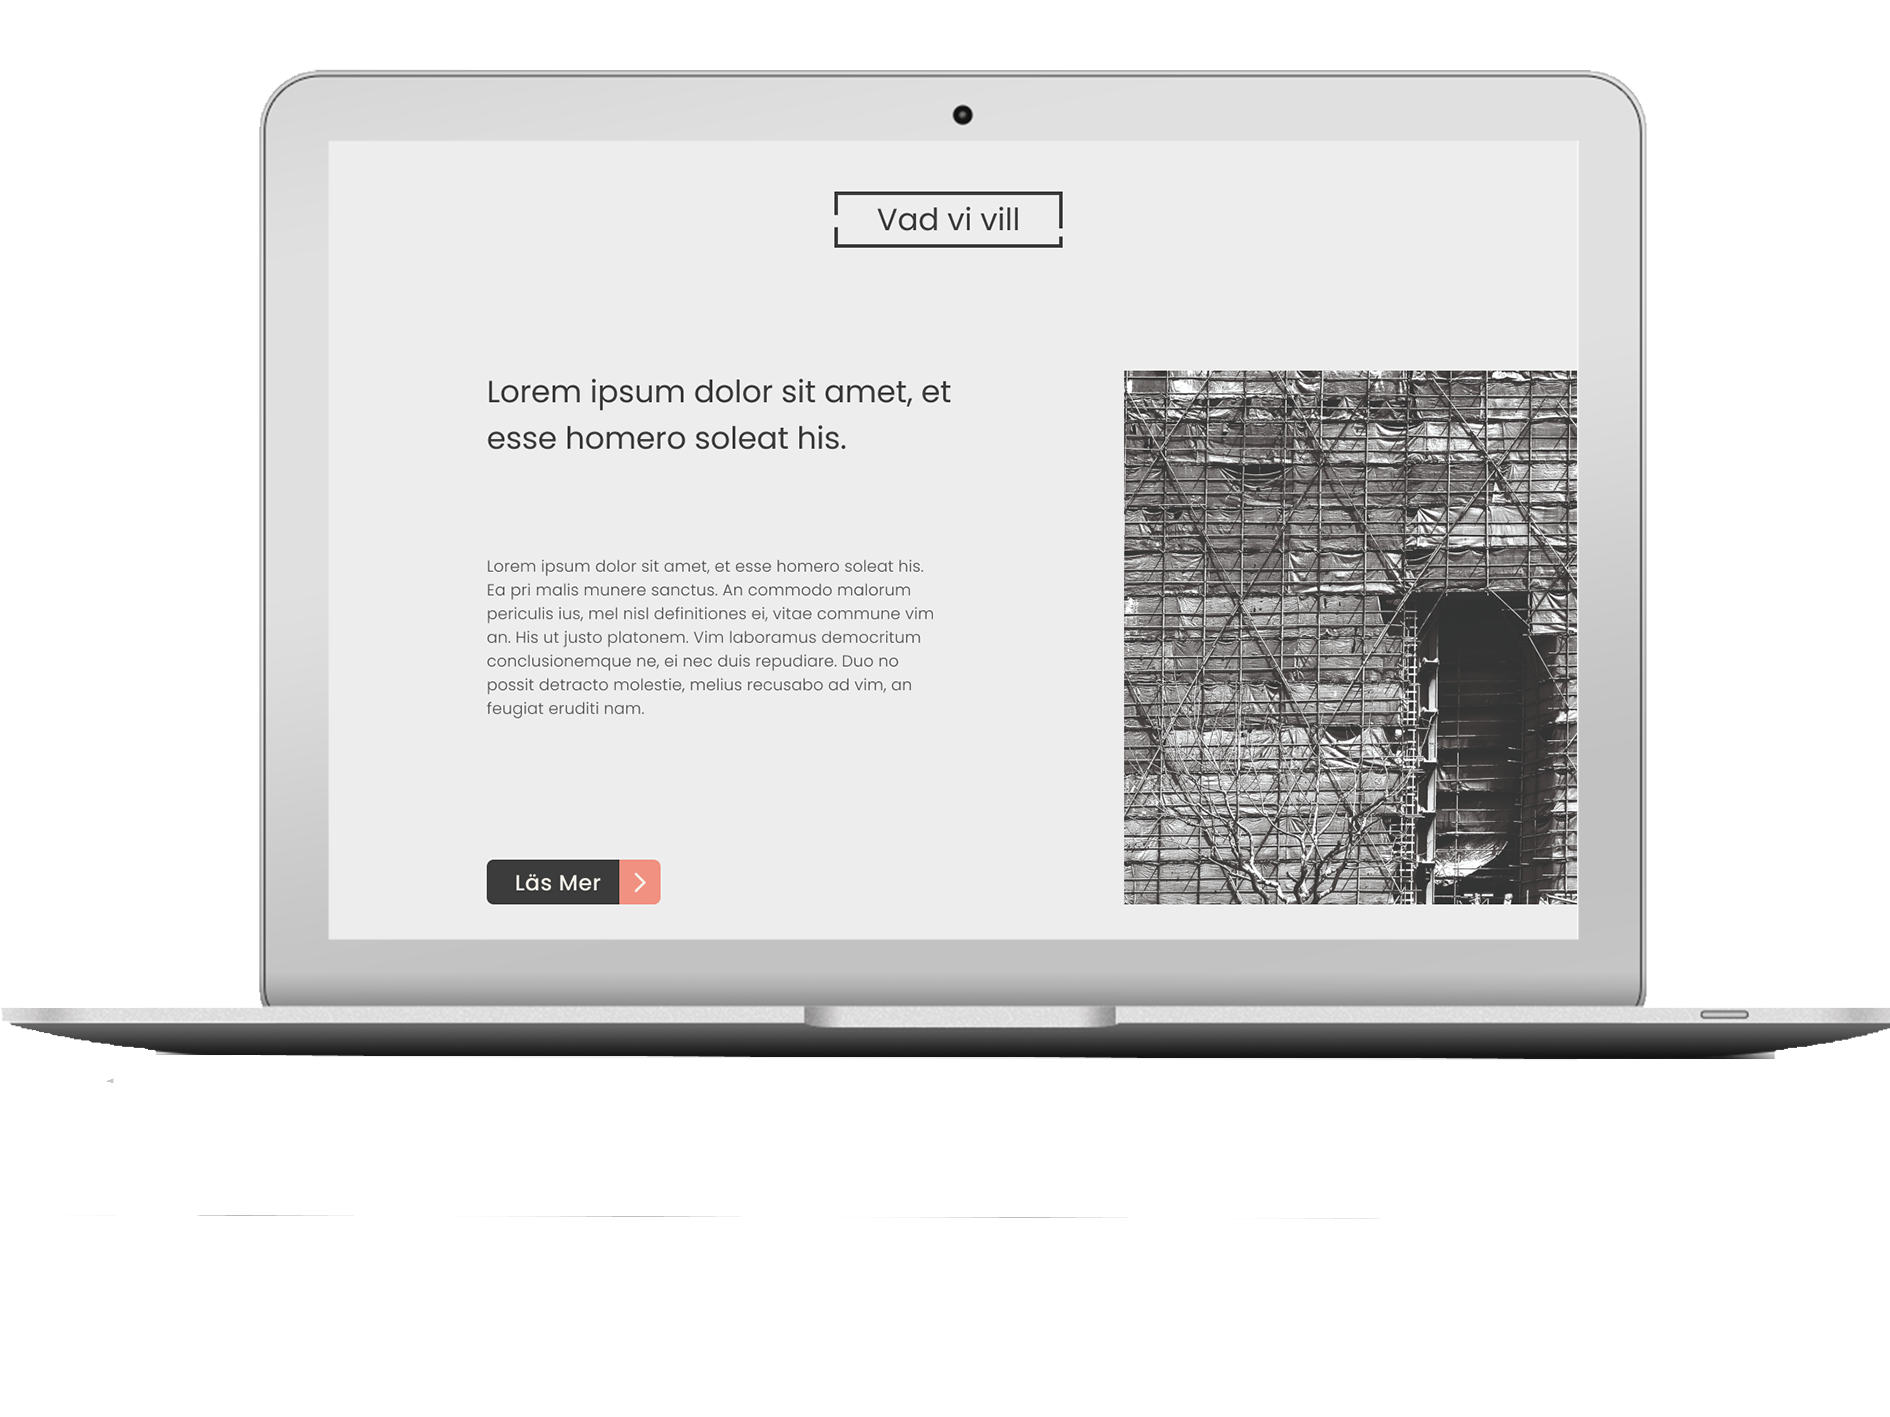 Vad vi vill
Lorem ipsum dolor sit amet, et
esse homero soleat his.
Lorem ipsum dolor sit amet, et esse homero soleat his.
Ea pri malis munere sanctus. An commodo malorum
periculis ius, mel nisl definitiones ei, vitae commune vim
an. His ut justo platonem. Vim laboramus democritum
conclusionemque ne, ei nec duis repudiare. Duo no
possit detracto molestie, melius recusabo ad vim, an
feugiat eruditi nam.
Läs Mer